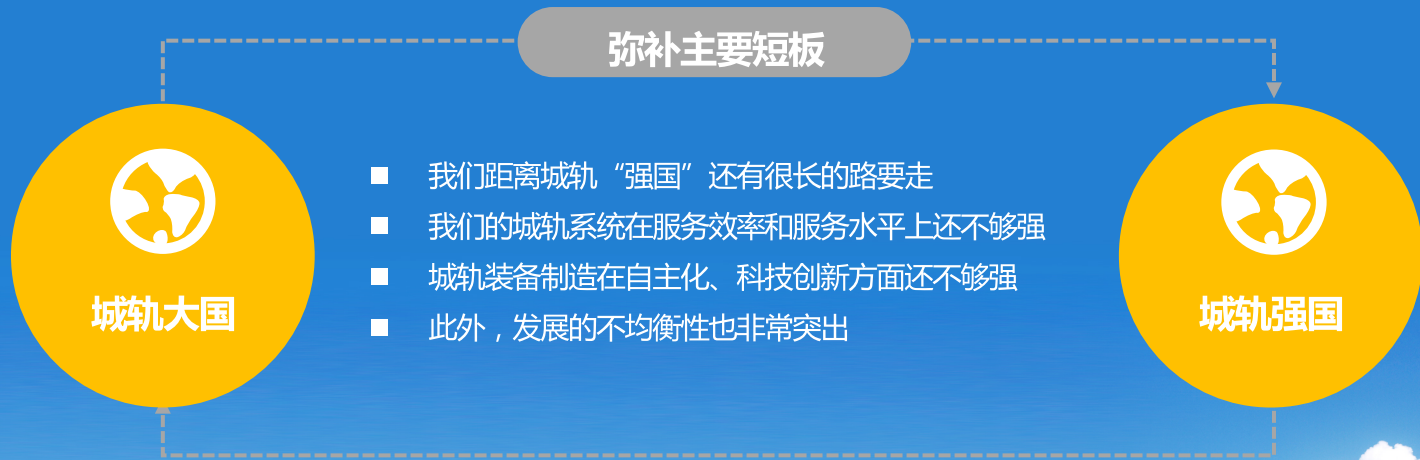 弥补主要短板
城轨大国
我们距离城轨“强国”还有很长的路要走
我们的城轨系统在服务效率和服务水平上还不够强
城轨装备制造在自主化、科技创新方面还不够强
此外，发展的不均衡性也非常突出
城轨强国